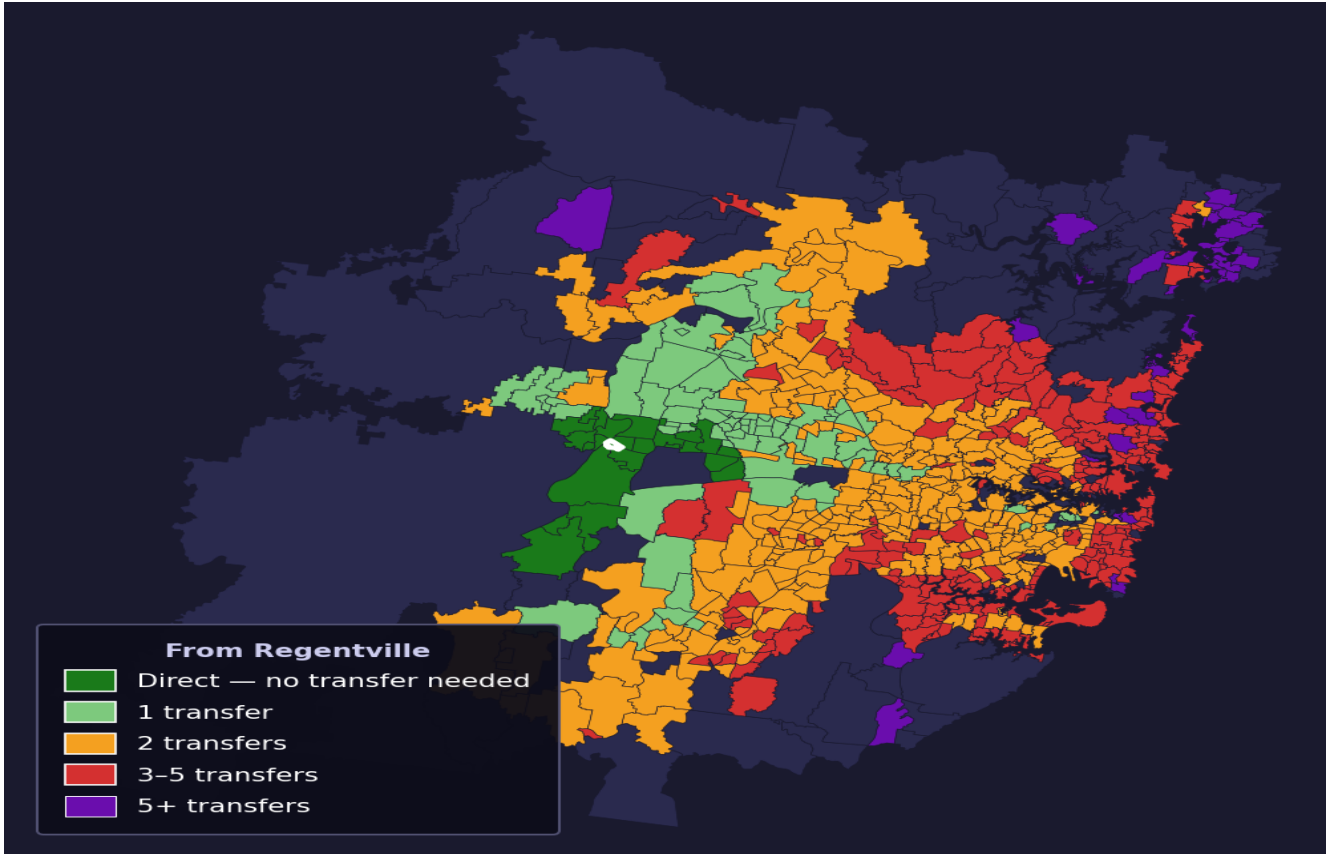 From Regentville
Direct — no transfer needed
1 transfer
2 transfers
3–5 transfers
5+ transfers